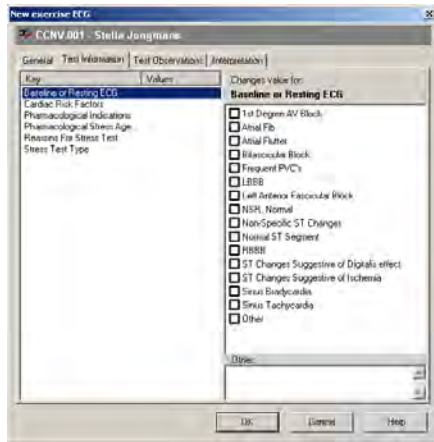 New exercise ECG
CCNV.001 - Stella Jongmans
General Test Information Test Observations Interpretation
Key Values
Baseline or Resting ECG
Cardiac Risk Factors
Pharmacological Indications
Pharmacological Stress Age...
Reasons For Stress Test
Stress Test Type
Changes value for:
Baseline or Resting ECG
1st Degree AV Block
Atrial Fib
Atrial Flutter
Bifascicular Block
Frequent PVC's
LBBB
Left Anterior Fascicular Block
NSR, Normal
Non-Specific ST Changes
Normal ST Segment
RBBB
ST Changes Suggestive of Digitalis effect
ST Changes Suggestive of Ischemia
Sinus Bradycardia
Sinus Tachycardia
Other
Other:
OK Cancel Help